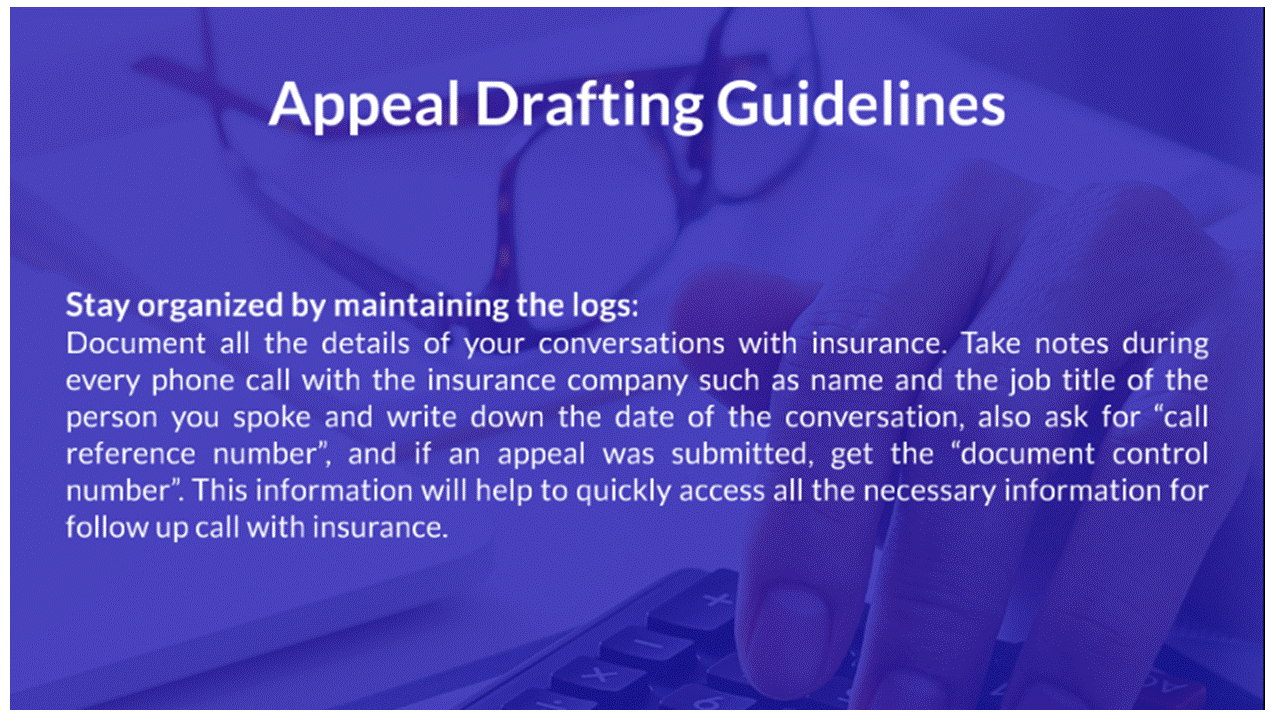 Appeal Drafting Guidelines
Stay organized by maintaining the logs:
Document all the details of your conversations with insurance. Take notes during
every phone call with the insurance company such as name and the job title of the
person you spoke and write down the date of the conversation, also ask for “call
reference number”, and if an appeal was submitted, get the “document control
number”. This information will help to quickly access all the necessary information for
follow up call with insurance.